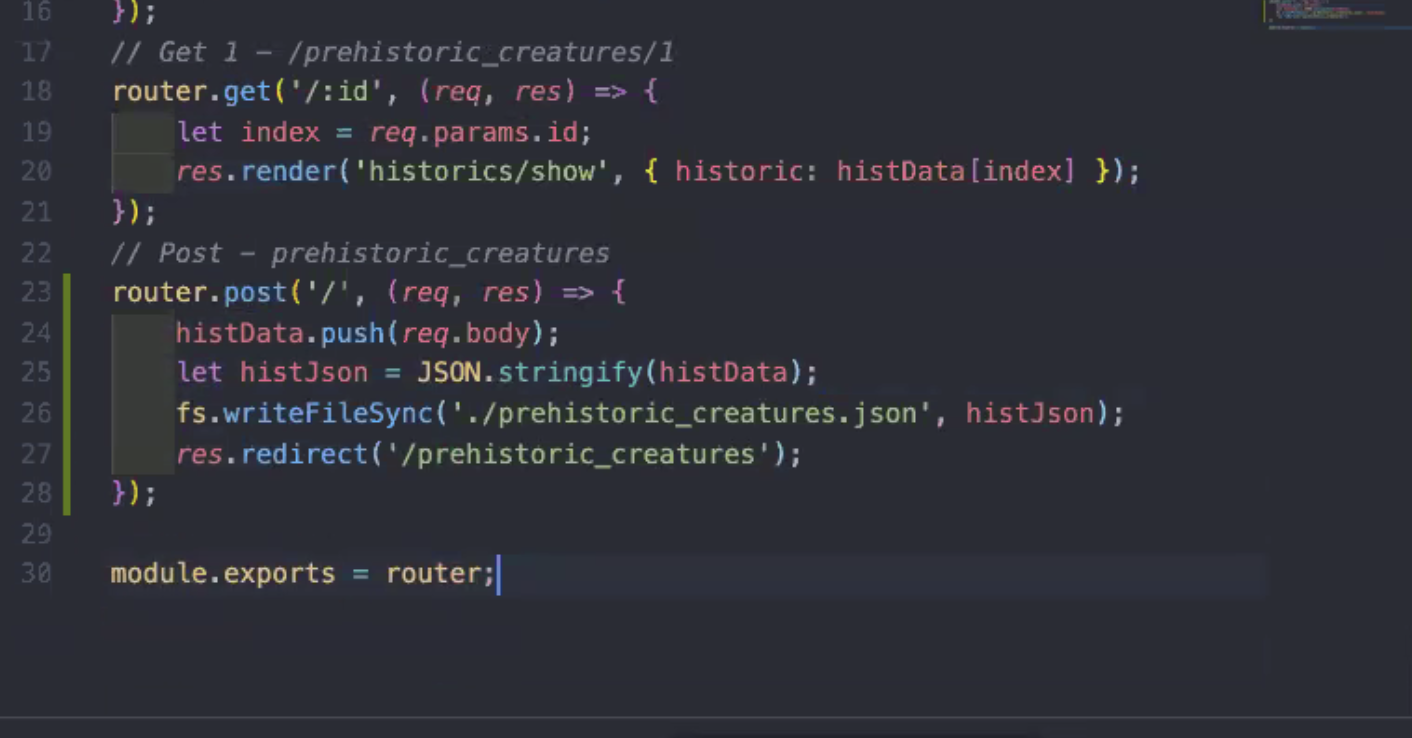 16 });
17 // Get 1 - /prehistoric_creatures/1
18 router.get('/:id', (req, res) => {
19 let index = req.params.id;
20 res.render('historics/show', { historic: histData[index] });
21 });
22 // Post - prehistoric_creatures
23 router.post('/', (req, res) => {
24 histData.push(req.body);
25 let histJson = JSON.stringify(histData);
26 fs.writeFileSync('./prehistoric_creatures.json', histJson);
27 res.redirect('/prehistoric_creatures');
28 });
29
30 module.exports = router;